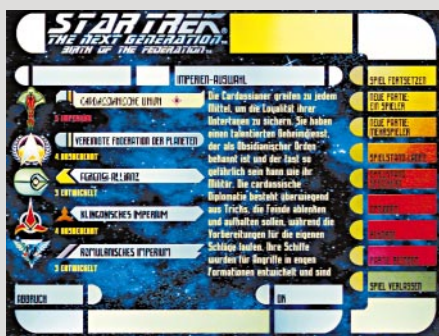 STAR TREK
THE NEXT GENERATION
BIRTH OF THE FEDERATION
IMPERIEN-AUSWAHL
CARDASSIANISCHE UNION
VEREINIGTE FÖDERATION DER PLANETEN
4 BEHERRSCHT
FERENGI ALLIANZ
3 ENTWICKELT
KLINGONISCHES IMPERIUM
ROMULANISCHES IMPERIUM
3 ENTWICKELT
Die Cardassianer greifen zu jedem
Mittel, um die Loyalität ihrer
Untertanen zu sichern. Sie haben
einen talentierten Geheimdienst,
der als Obsidianischer Orden
bekannt ist und der fast so
gefährlich sein kann wie ihr
Militär. Die cardassische
Diplomatie besteht überwiegend
aus Tricks, die Feinde ablenken
und aufhalten sollen, während die
Vorbereitungen für die eigenen
Schläge laufen. Ihre Schiffe
wurden für Angriffe in engen
Formationen entwickelt und sind
ABBRUCH
OK
SPIEL FORTSETZEN
NEUE PARTIE:
EIN SPIELER
NEUE PARTIE:
MEHRSPIELER
SPIELSTAND LADEN
SPIEL VERLASSEN